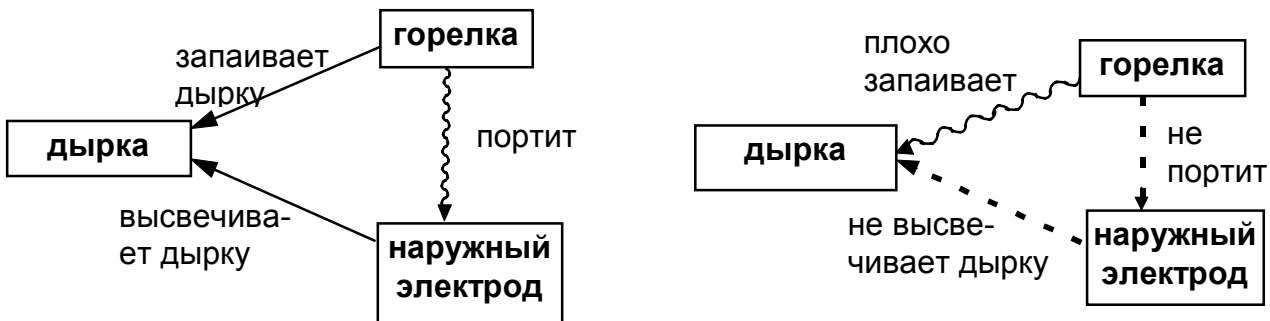 горелка
запаивает
дырку
дырка
портит
высвечива-
ет дырку
наружный
электрод
плохо
запаивает
горелка
дырка
не
портит
не высве-
чивает дырку
наружный
электрод